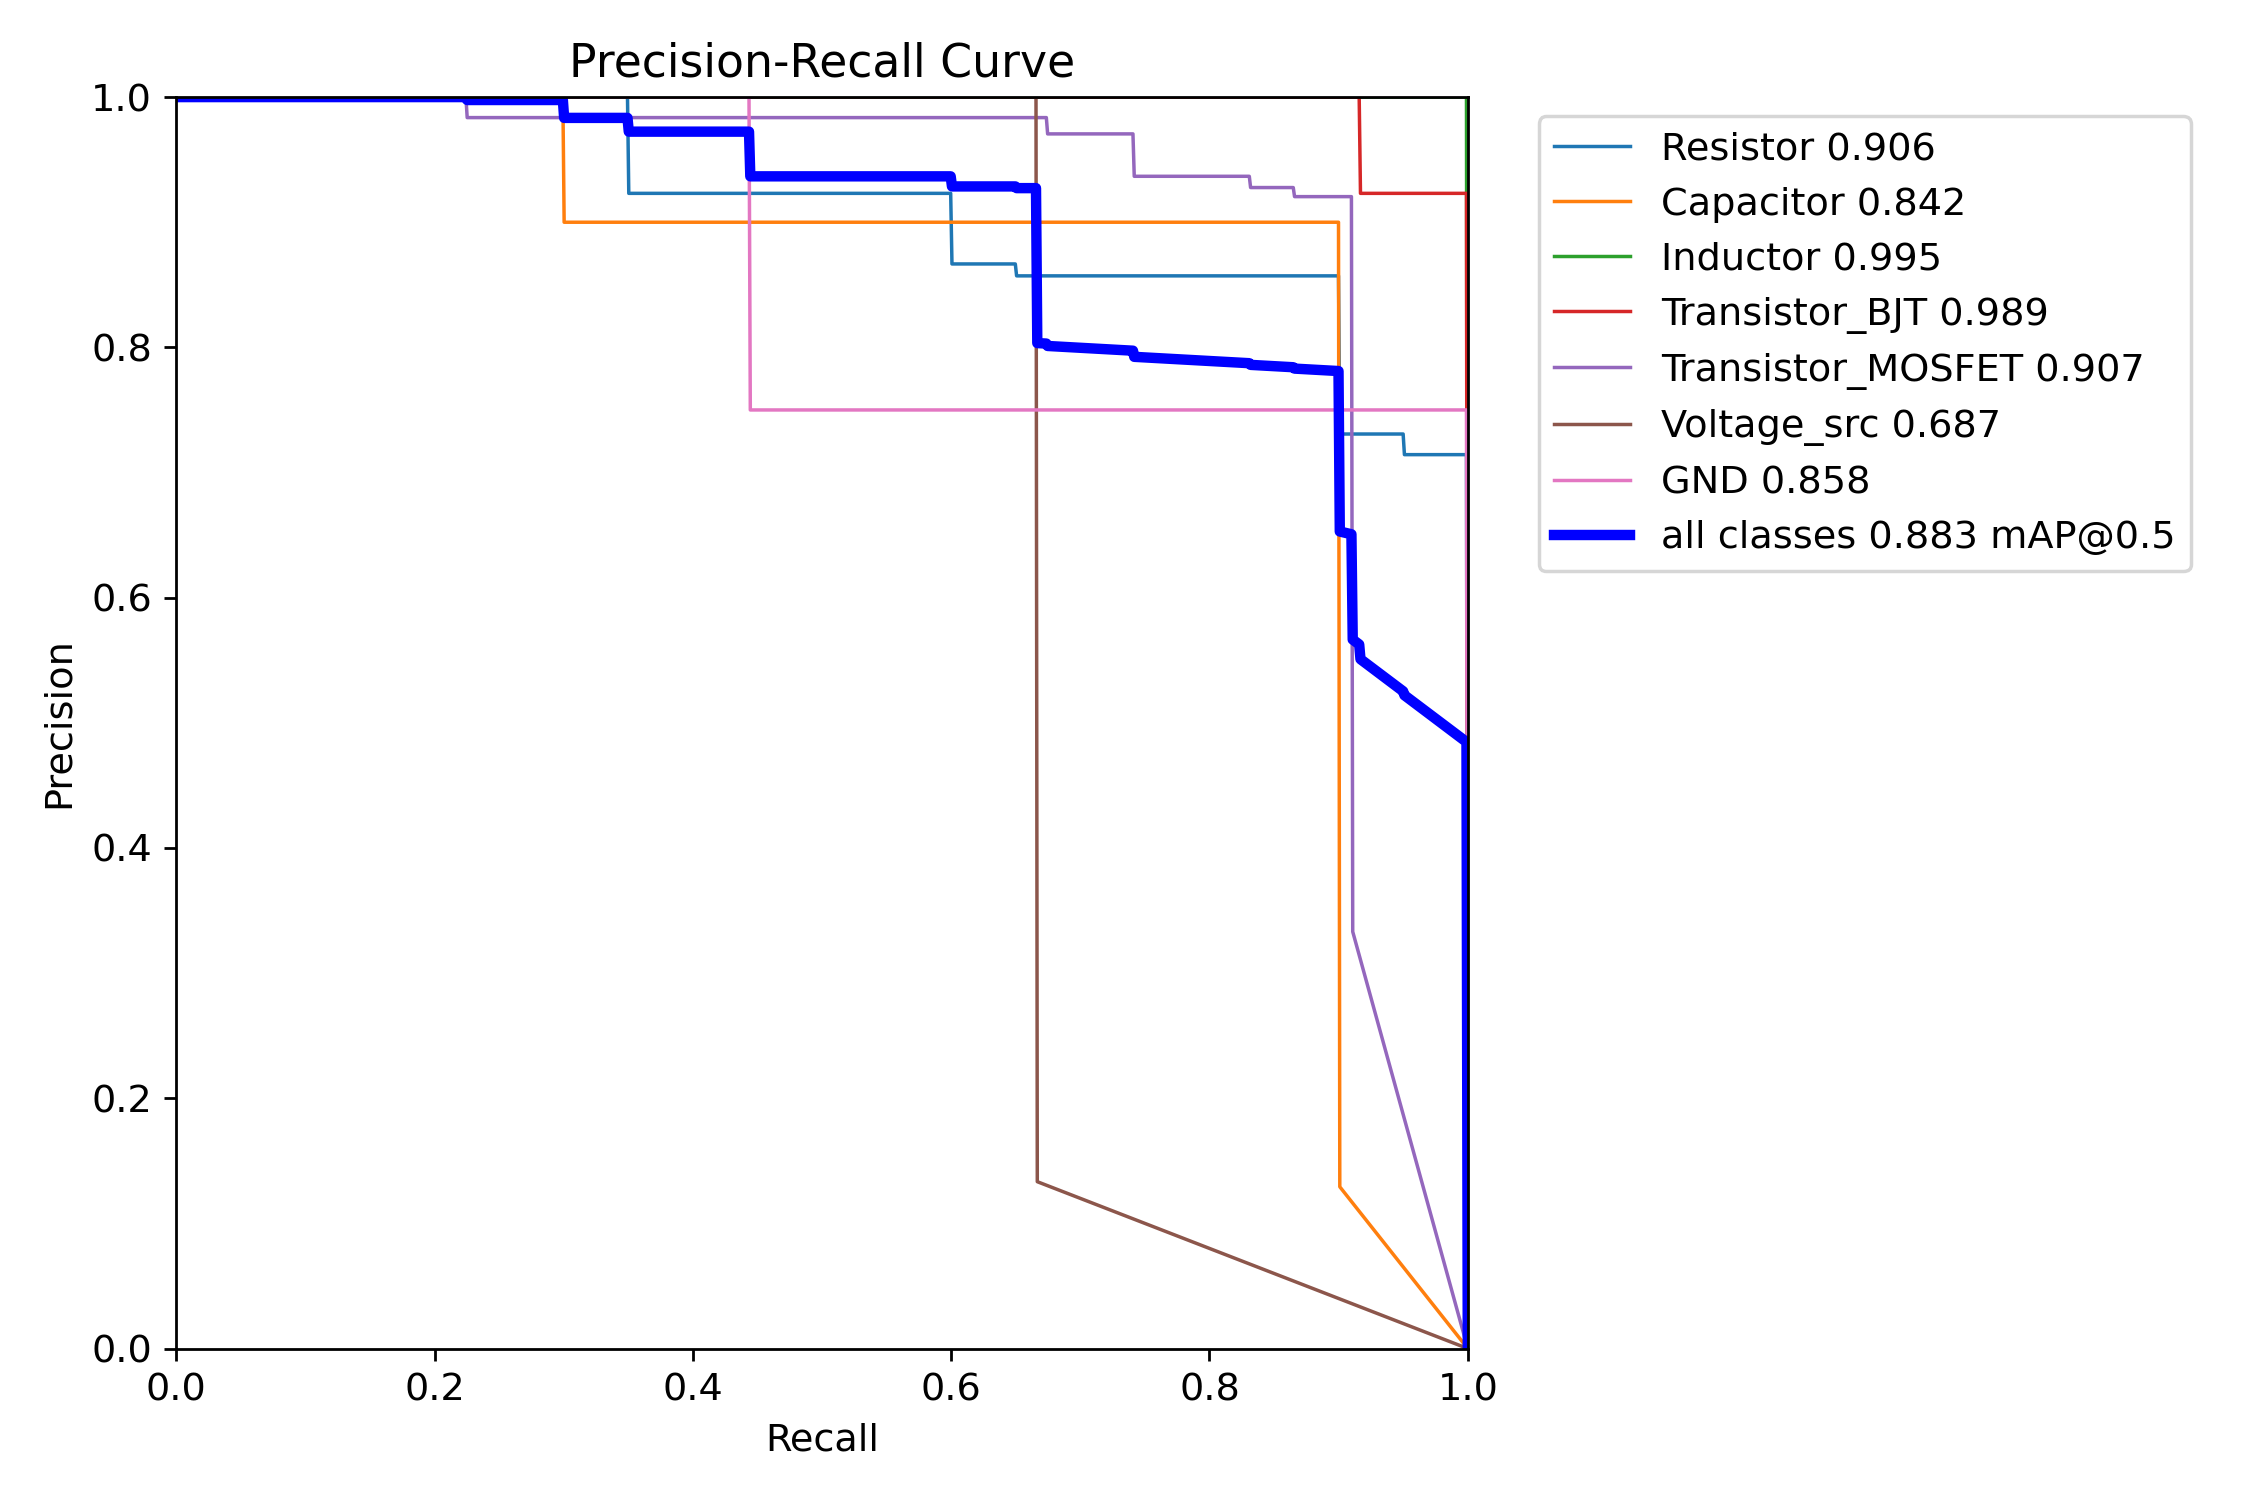 Precision-Recall Curve
1.0
0.8
0.6
0.4
0.2
0.0
Precision
0.0 0.2 0.4 0.6 0.8 1.0
Recall
Resistor 0.906
Capacitor 0.842
Inductor 0.995
Transistor_BJT 0.989
Transistor_MOSFET 0.907
Voltage_src 0.687
GND 0.858
all classes 0.883 mAP@0.5